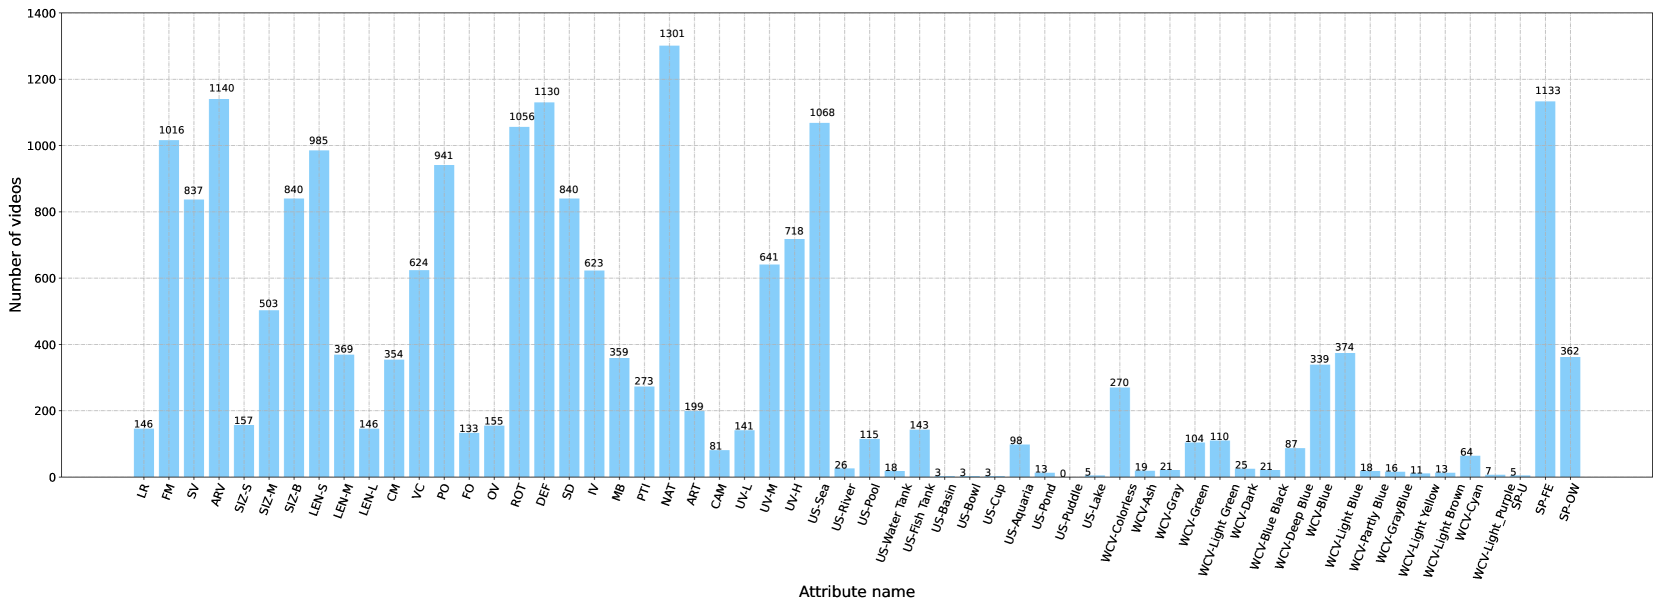 1400
1200
1000
800
600
400
200
0
Number of videos
146
1016
837
1140
157
503
840
985
369
146
354
624
941
133
155
1056
1130
840
623
359
273
1301
199
81
141
641
718
1068
26
115
18
143
3
3
3
98
13
0
5
270
19
21
104
110
25
21
87
339
374
18
16
11
13
64
7
5
1133
362
LR
FM
SV
ARV
SIZ-S
SIZ-M
SIZ-B
LEN-S
LEN-M
LEN-L
CM
VC
PO
FO
OV
ROT
DEF
SD
IV
MB
PTI
NAT
ART
CAM
UV-L
UV-M
UV-H
US-Sea
US-River
US-Pool
US-Water Tank
US-Fish Tank
US-Basin
US-Bowl
US-Cup
US-Aquaria
US-Pond
US-Puddle
US-Lake
WCV-Colorless
WCV-Ash
WCV-Gray
WCV-Green
WCV-Light Green
WCV-Dark
WCV-Blue Black
WCV-Deep Blue
WCV-Blue
WCV-Light Blue
WCV-Partly Blue
WCV-GrayBlue
WCV-Light Yellow
WCV-Light Brown
WCV-Cyan
WCV-Light_Purple
SP-U
SP-FE
SP-OW
Attribute name